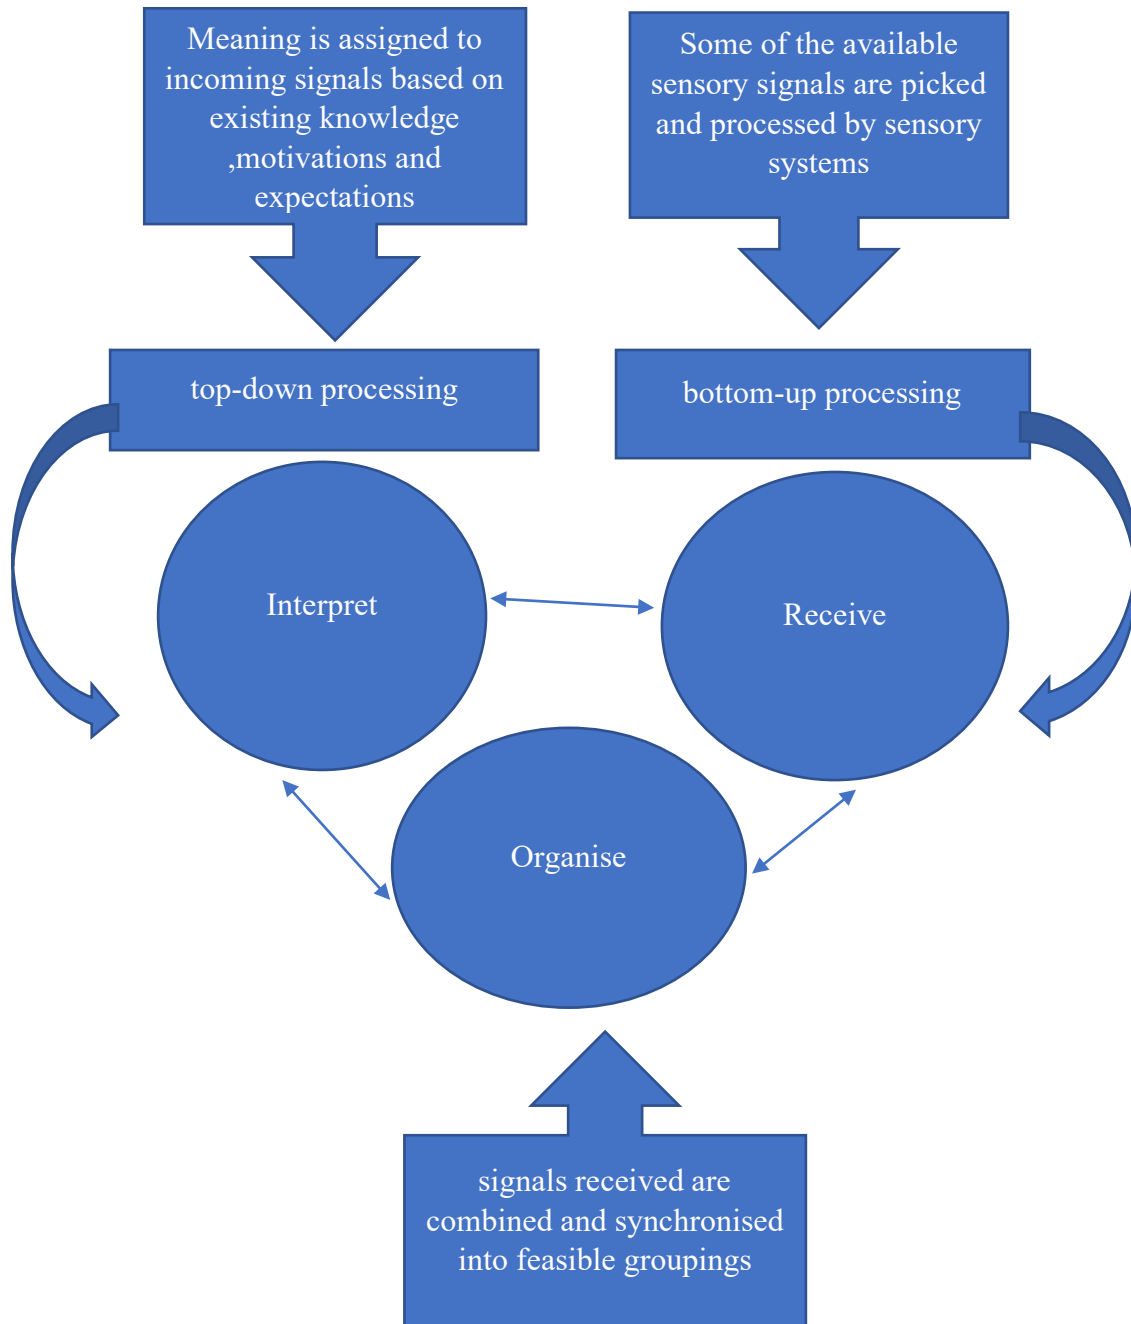 Meaning is assigned to
incoming signals based on
existing knowledge
,motivations and
expectations
Some of the available
sensory signals are picked
and processed by sensory
systems
top-down processing
bottom-up processing
Interpret
Receive
Organise
signals received are
combined and synchronised
into feasible groupings